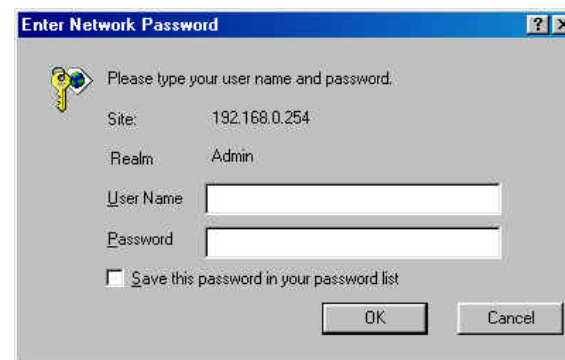 Enter Network Password
Please type your user name and password.
Site: 192.168.0.254
Realm Admin
User Name
Password
Save this password in your password list
OK Cancel